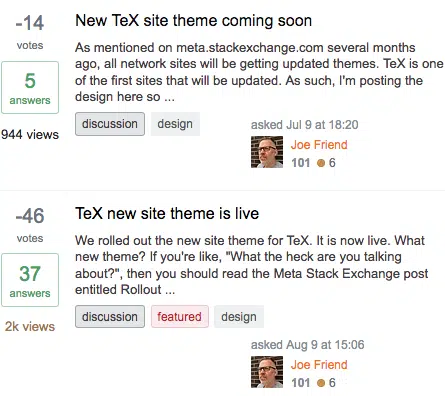 -14
votes
5
answers
944 views
New TeX site theme coming soon
As mentioned on meta.stackexchange.com several months
ago, all network sites will be getting updated themes. TeX is one
of the first sites that will be updated. As such, I'm posting the
design here so ...
discussion design
asked Jul 9 at 18:20
Joe Friend
101 6
-46
votes
37
answers
2k views
TeX new site theme is live
We rolled out the new site theme for TeX. It is now live. What
new theme? If you're like, "What the heck are you talking
about?", then you should read the Meta Stack Exchange post
entitled Rollout ...
discussion featured design
asked Aug 9 at 15:06
Joe Friend
101 6